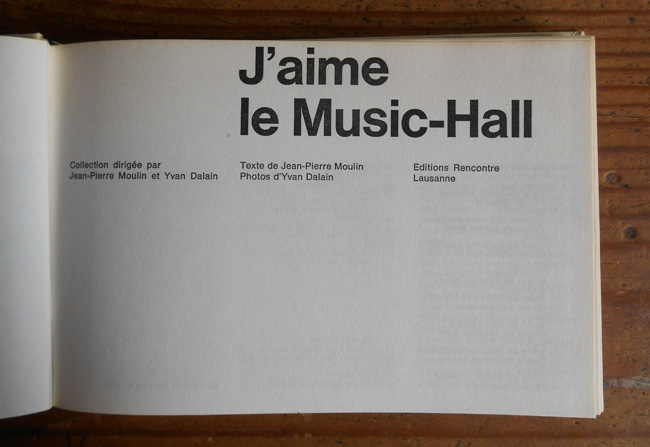 J'aime
le Music-Hall
Collection dirigée par
Jean-Pierre Moulin et Yvan Dalain
Texte de Jean-Pierre Moulin
Photos d'Yvan Dalain
Editions Rencontre
Lausanne